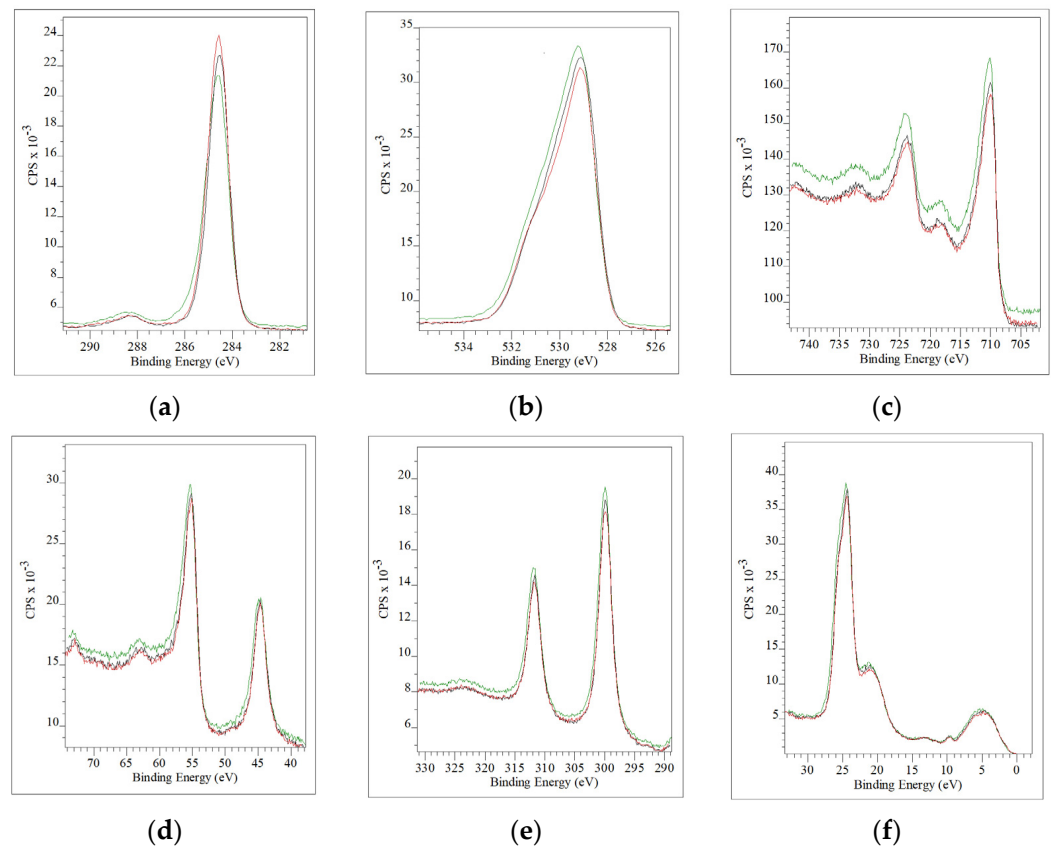 24
22
20
18
16
14
12
10
8
6
CPS x 10⁻³
290 288 286 284 282
Binding Energy (eV)
(a)
35
30
25
20
15
10
CPS x 10⁻³
534 532 530 528 526
Binding Energy (eV)
(b)
170
160
150
140
130
120
110
100
CPS x 10⁻³
740 735 730 725 720 715 710 705
Binding Energy (eV)
(c)
30
25
20
15
10
CPS x 10⁻³
70 65 60 55 50 45 40
Binding Energy (eV)
(d)
20
18
16
14
12
10
8
6
CPS x 10⁻³
330 320 310 300 290
Binding Energy (eV)
(e)
40
35
30
25
20
15
10
5
CPS x 10⁻³
30 25 20 15 10 5 0
Binding Energy (eV)
(f)